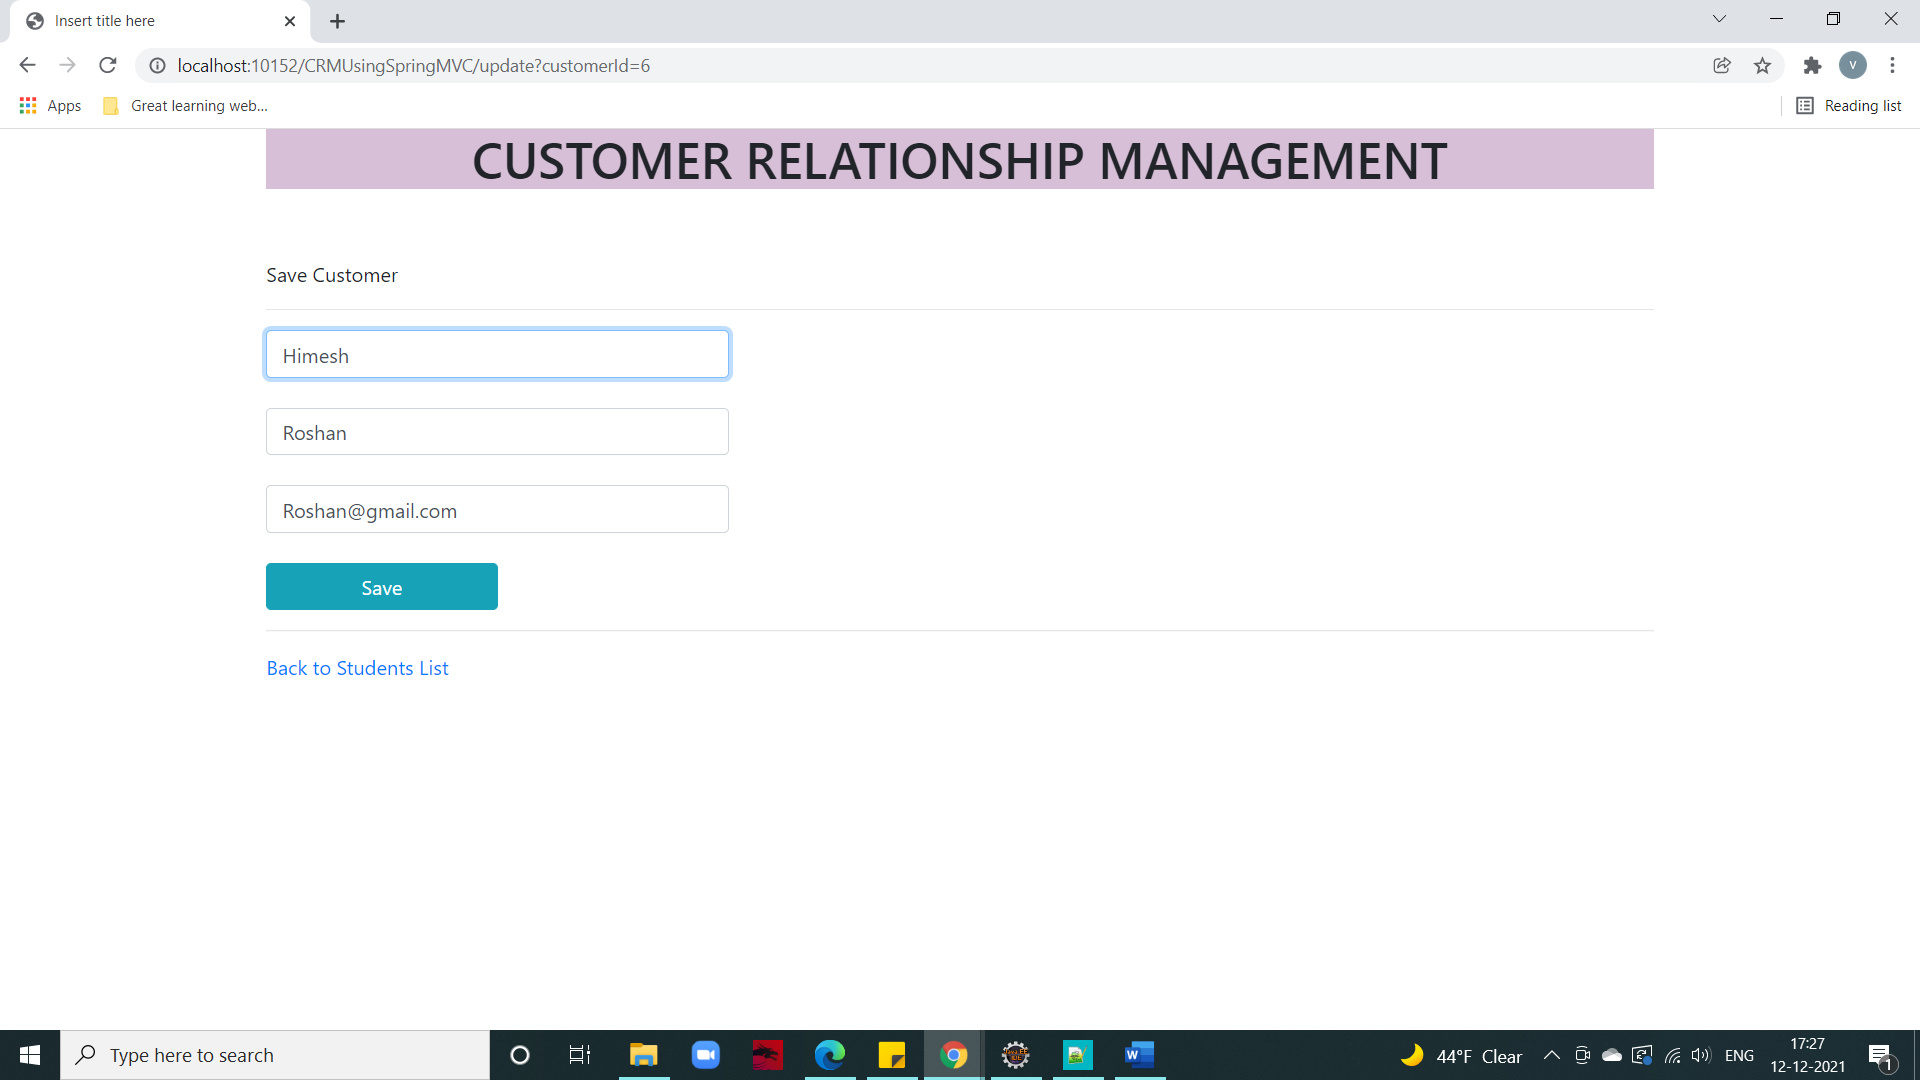 Insert title here
localhost:10152/CRMUsingSpringMVC/update?customerId=6
V
Apps
Great learning web...
Reading list
CUSTOMER RELATIONSHIP MANAGEMENT
Save Customer
Himesh
Roshan
Roshan@gmail.com
Save
Back to Students List
Type here to search
44°F Clear
ENG
17:27
12-12-2021
1